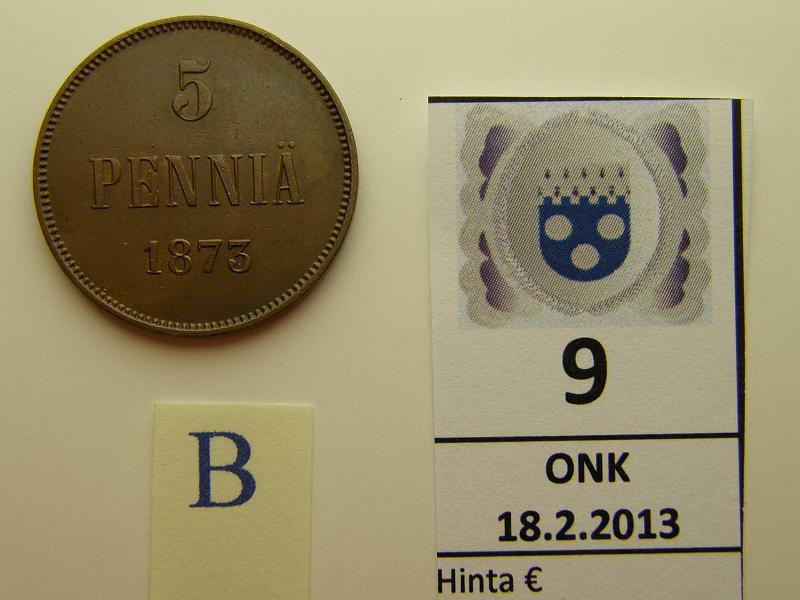 5
PENNIÄ
1873
B
9
ONK
18.2.2013
Hinta €